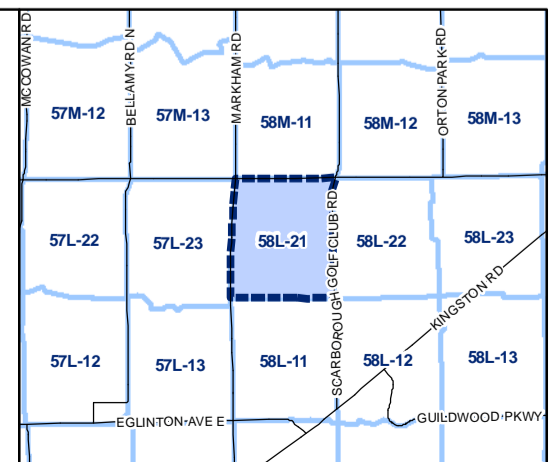 MCCOWAN RD
BELLAMY RD N
MARKHAM RD
ORTON PARK RD
57M-12
57M-13
58M-11
58M-12
58M-13
57L-22
57L-23
58L-21
SCARBOROUGH GOLF CLUB RD
58L-22
58L-23
KINGSTON RD
57L-12
57L-13
58L-11
58L-12
58L-13
EGLINTON AVE E
GUILDWOOD PKWY